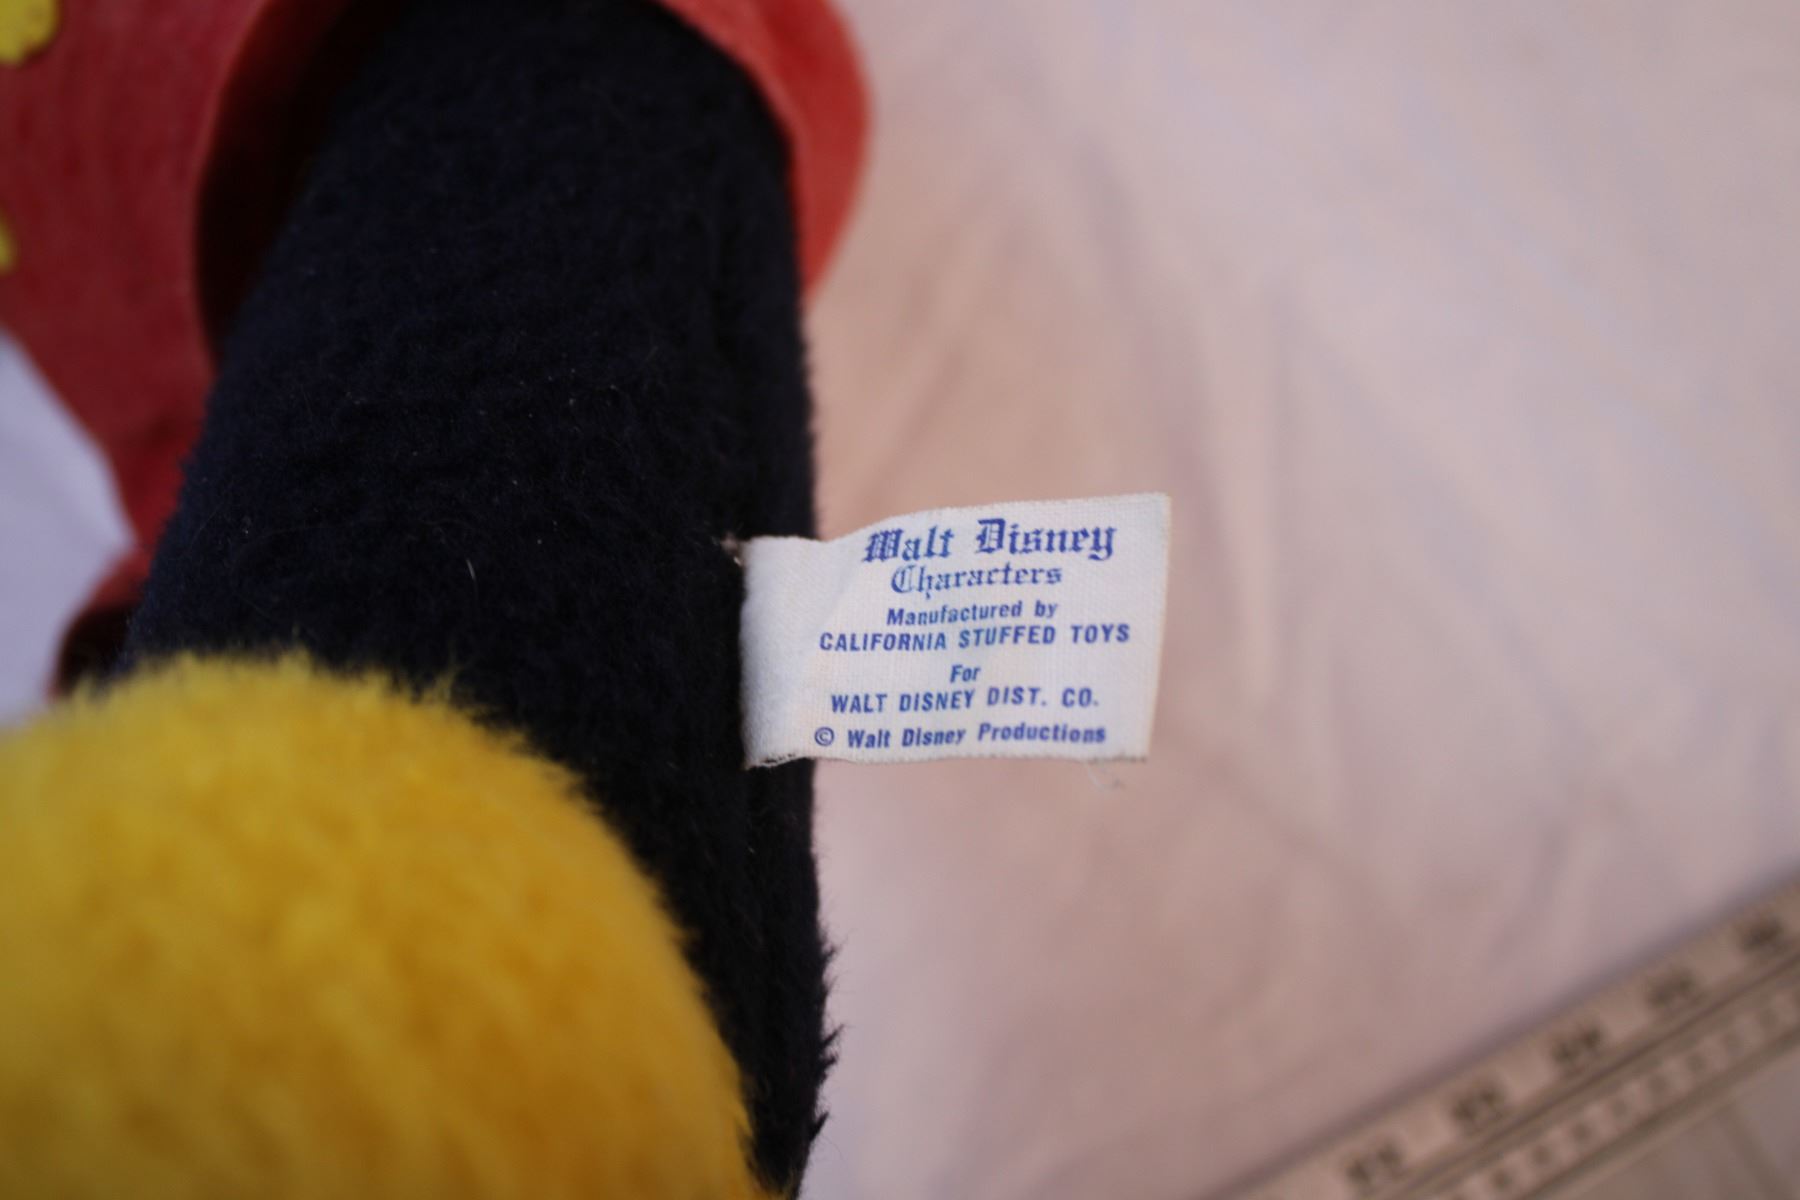 Walt Disney
Characters
Manufactured by
CALIFORNIA STUFFED TOYS
For
WALT DISNEY DIST. CO.
© Walt Disney Productions